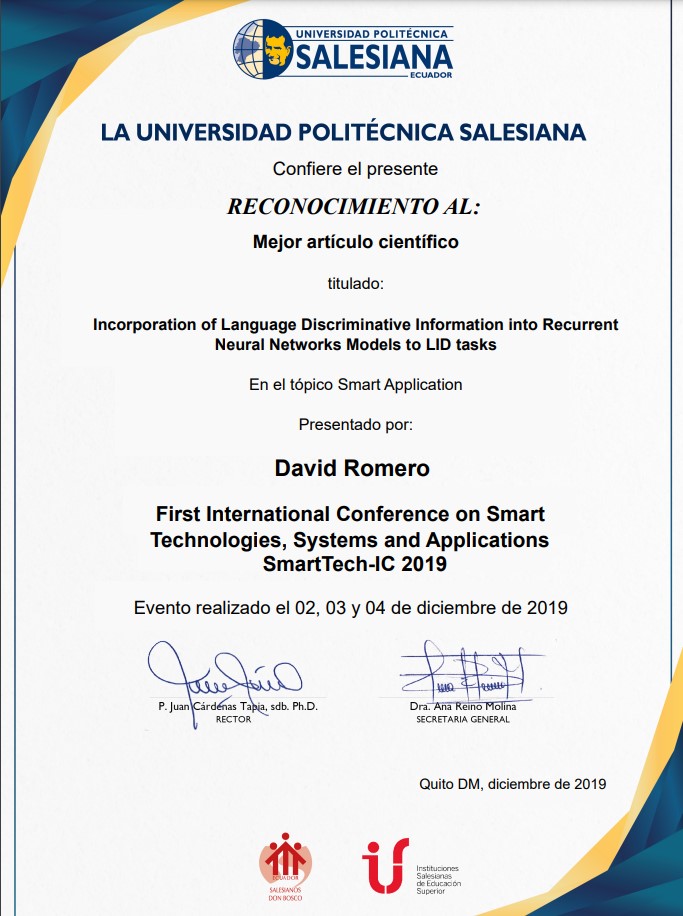 UNIVERSIDAD POLITÉCNICA
SALESIANA
ECUADOR
LA UNIVERSIDAD POLITÉCNICA SALESIANA
Confiere el presente
RECONOCIMIENTO AL:
Mejor artículo científico
titulado:
Incorporation of Language Discriminative Information into Recurrent
Neural Networks Models to LID tasks
En el tópico Smart Application
Presentado por:
David Romero
First International Conference on Smart
Technologies, Systems and Applications
SmartTech-IC 2019
Evento realizado el 02, 03 y 04 de diciembre de 2019
P. Juan Cárdenas Tapia, sdb. Ph.D.
RECTOR
Dra. Ana Reino Molina
SECRETARIA GENERAL
Quito DM, diciembre de 2019
ECUADOR
SALESIANOS
DON BOSCO
Instituciones
Salesianas
de Educación
Superior